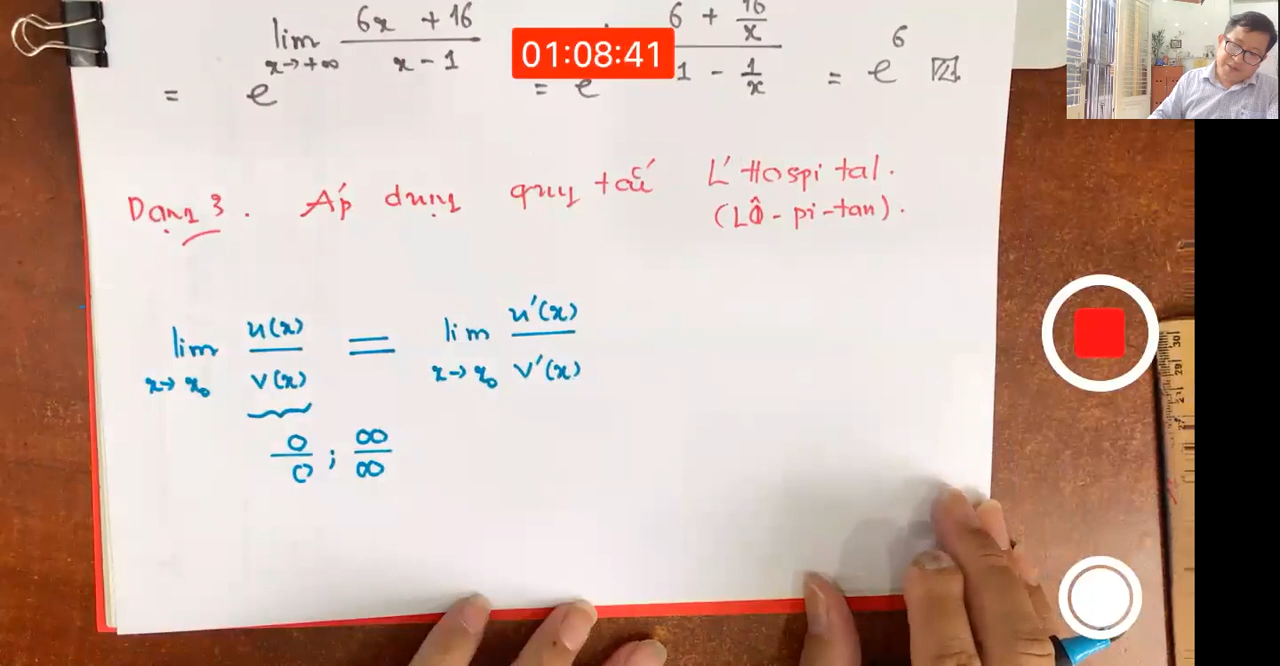 lim x→+∞ 6x + 16 / x - 1 6 + 16/x
01:08:41
= e = e 1 - 1/x = e^6
Dạng 3. Áp dụng quy tắc L'Hospital.
(Lô - pi - tan).
lim x→x₀ u(x) / v(x) = lim x→x₀ u'(x) / v'(x)
0/0 ; ∞/∞